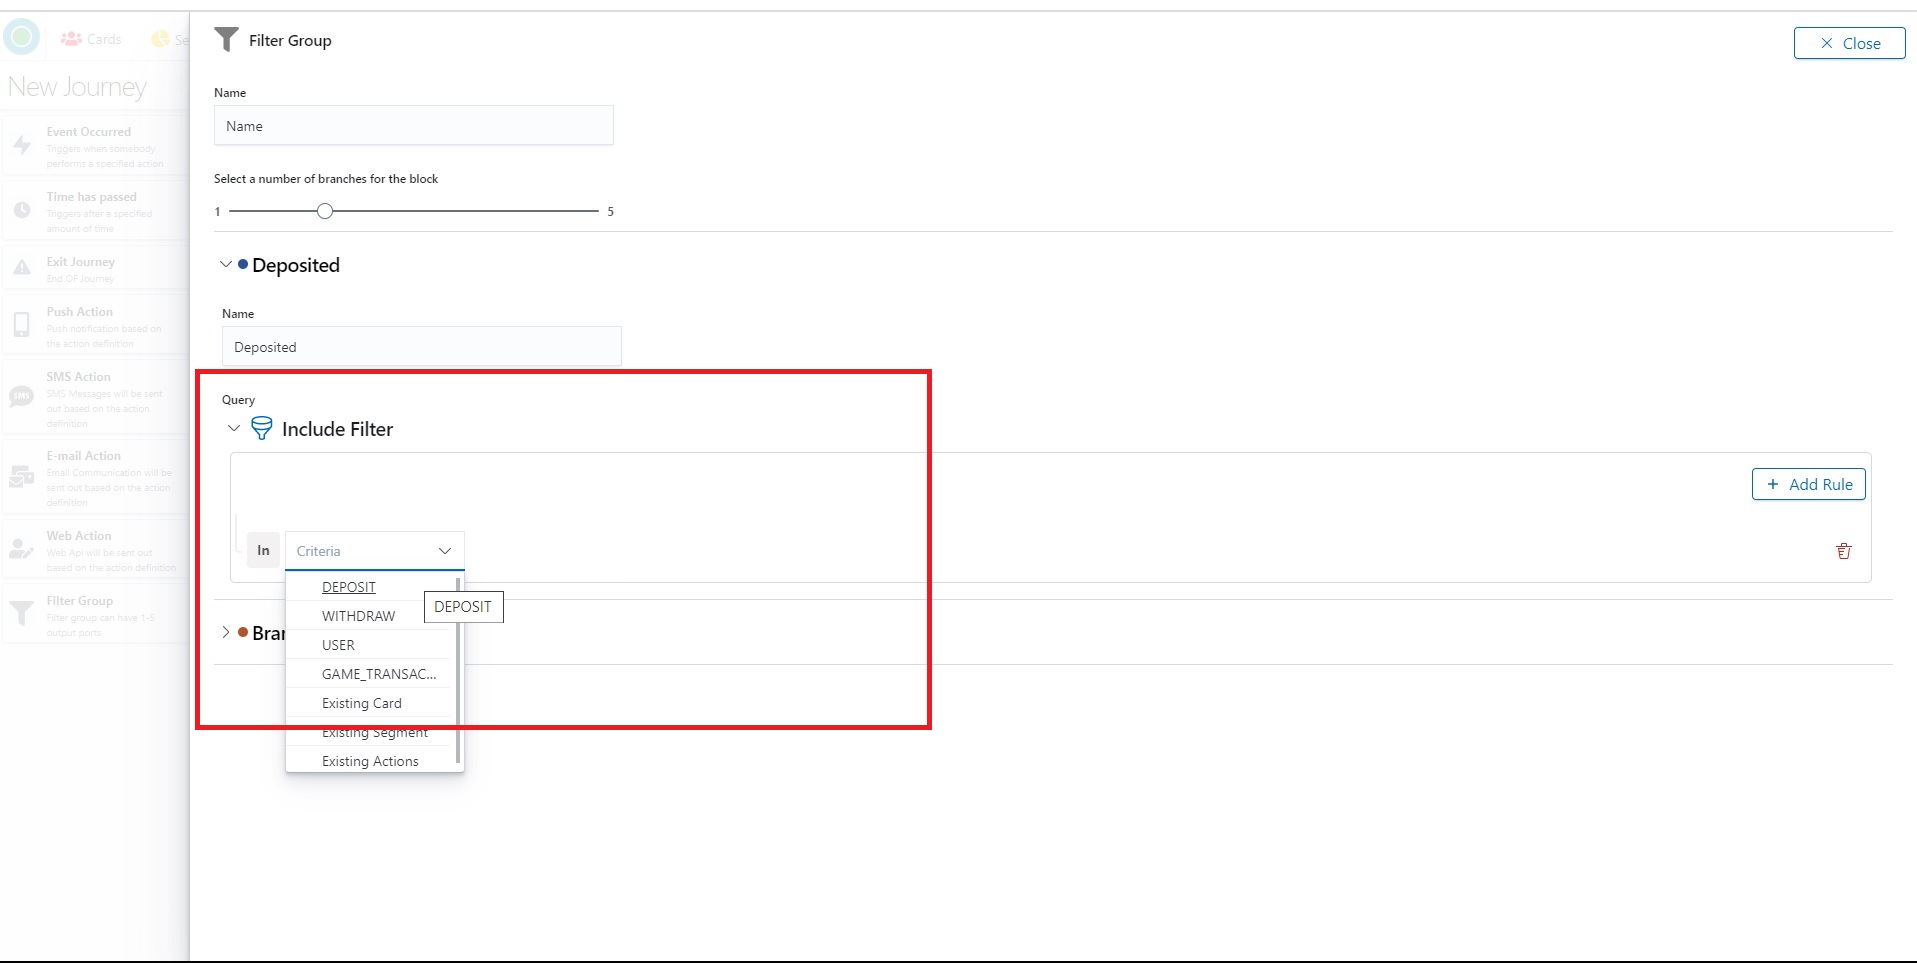 Cards
Se
Filter Group
Close
New Journey
Name
Name
Event Occurred
Triggers when somebody
performs a specified action
Select a number of branches for the block
1
5
Time has passed
Triggers after a specified
amount of time
Exit Journey
End OF Journey
Deposited
Push Action
Push notification based on
the action definition
Name
Deposited
SMS Action
SMS
SMS Messages will be sent
out based on the action
definition
Query
Include Filter
E-mail Action
Email Communication will be
sent out based on the action
definition
Add Rule
Web Action
Web Api will be sent out
based on the action definition
In
Criteria
DEPOSIT
DEPOSIT
WITHDRAW
USER
GAME_TRANSAC...
Existing Card
Existing Segment
Existing Actions
Filter Group
Filter group can have 1-5
output ports
Bra